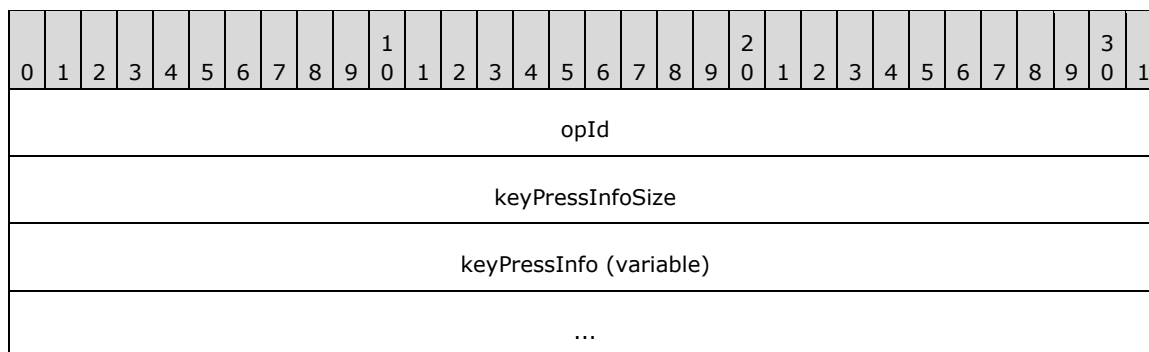 1 2 3
0 1 2 3 4 5 6 7 8 9 0 1 2 3 4 5 6 7 8 9 0 1 2 3 4 5 6 7 8 9 0 1
opId
keyPressInfoSize
keyPressInfo (variable)
...